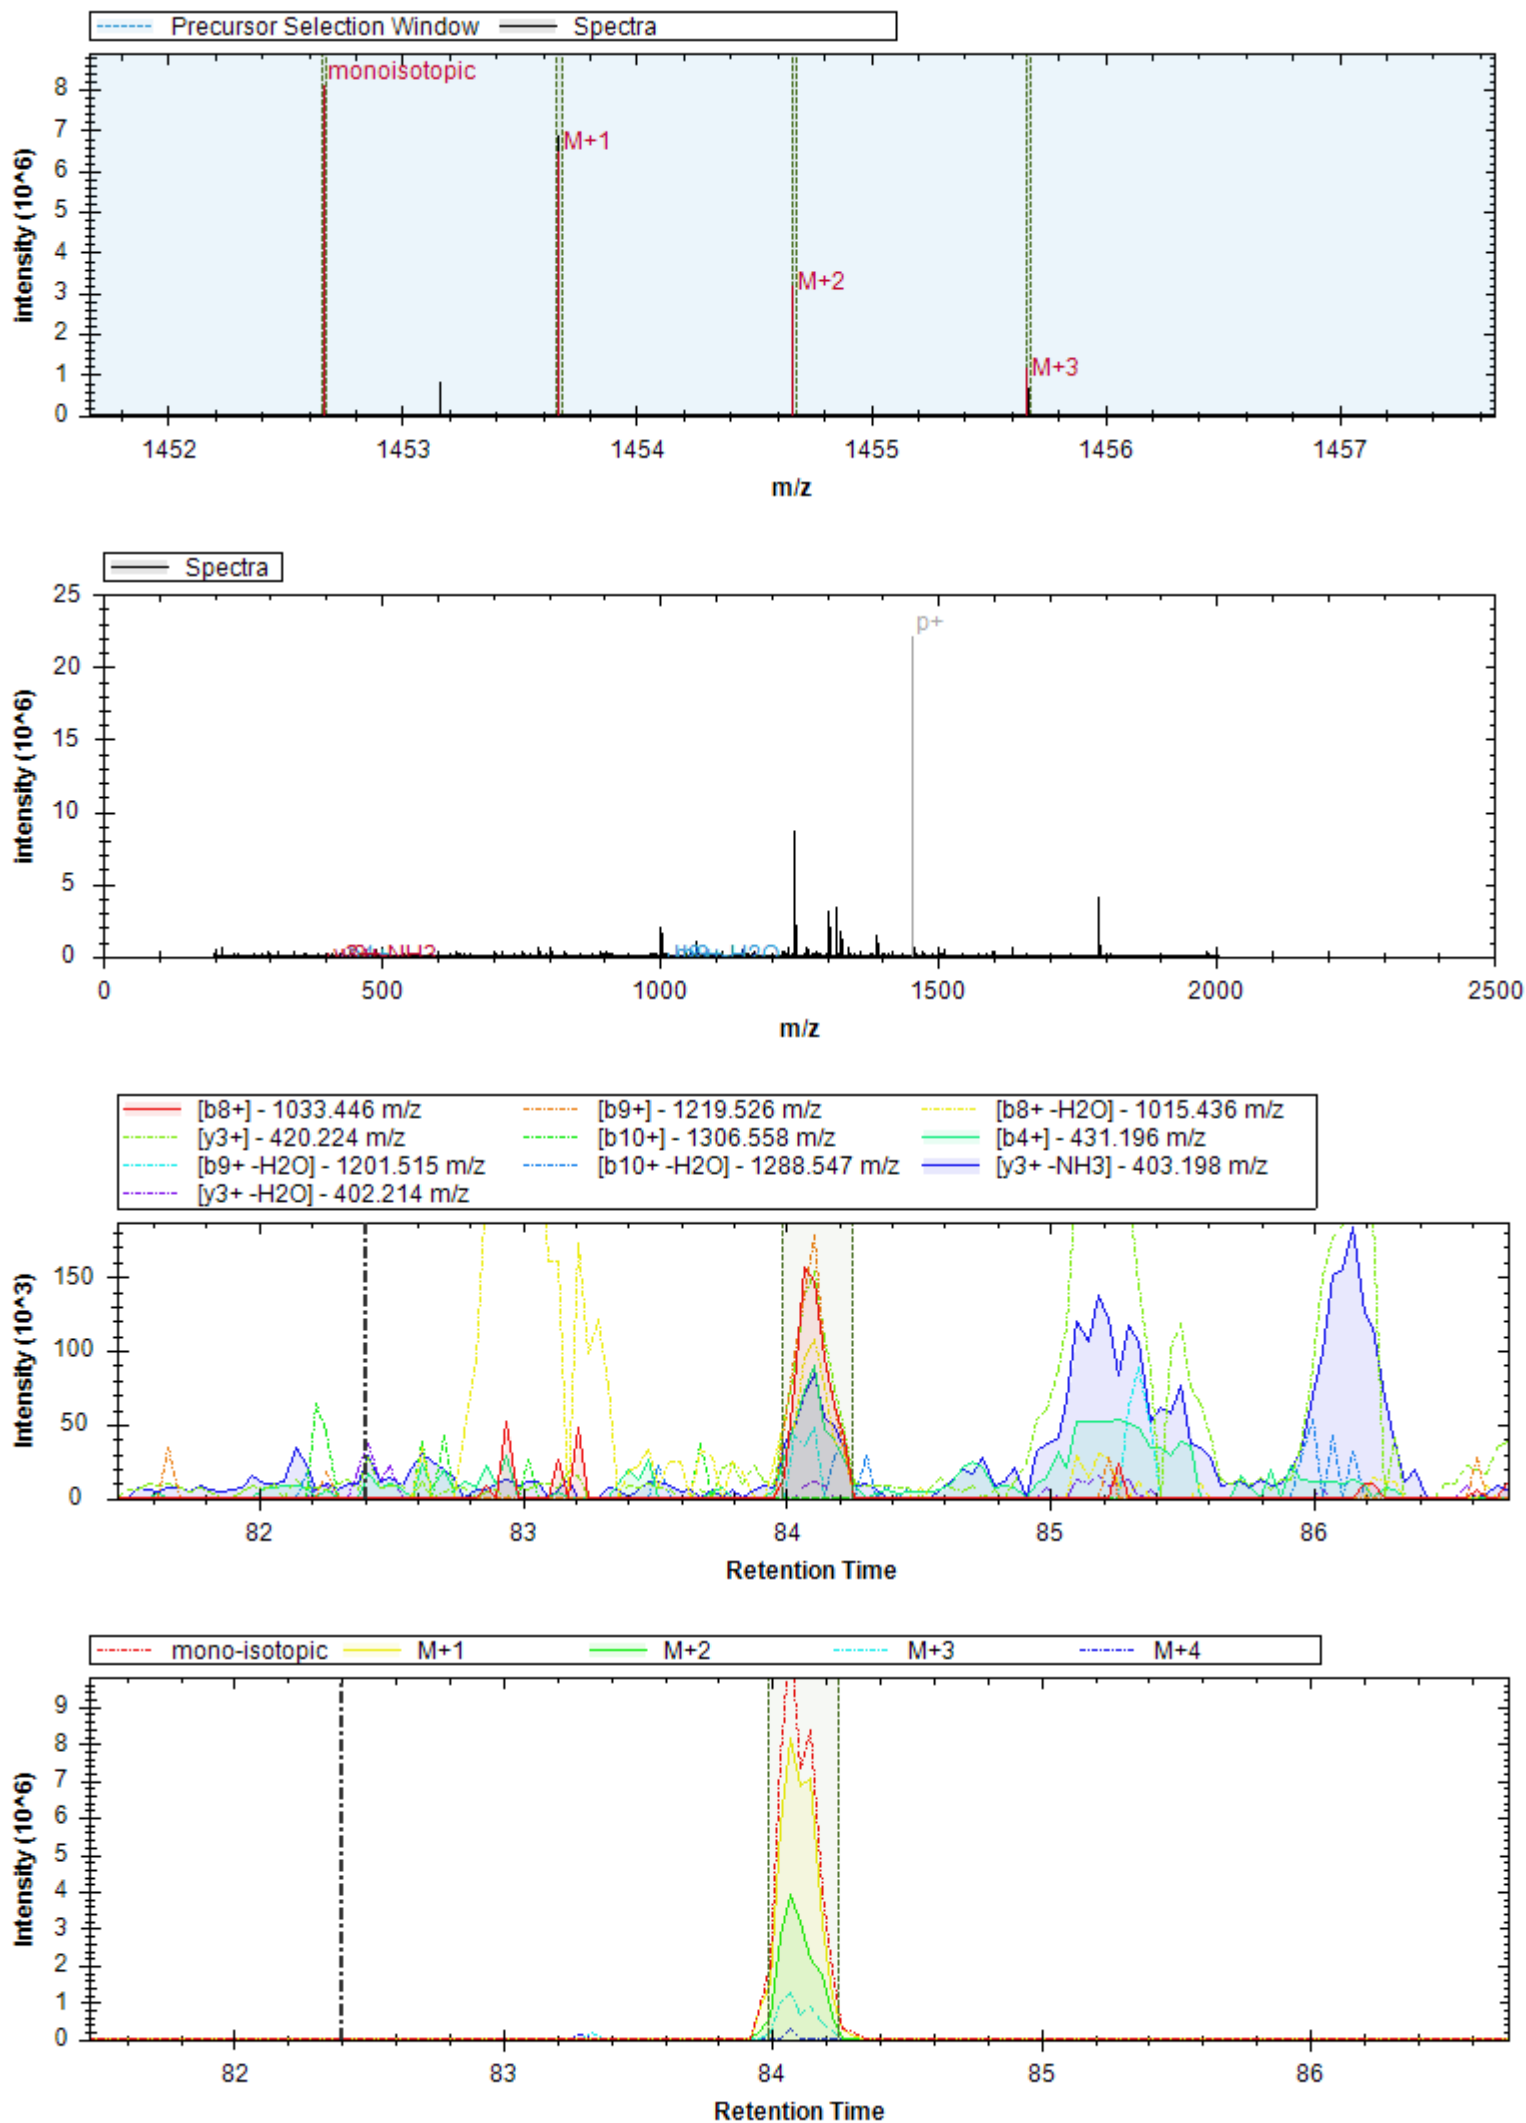 Precursor Selection Window Spectra
monoisotopic
M+1
M+2
M+3
8
7
6
5
4
3
2
1
0
intensity (10^6)
1452 1453 1454 1455 1456 1457
m/z
Spectra
p+
25
20
15
10
5
0
intensity (10^6)
0 500 1000 1500 2000 2500
m/z
[b8+] - 1033.446 m/z [b9+] - 1219.526 m/z [b8+ -H2O] - 1015.436 m/z
[y3+] - 420.224 m/z [b10+] - 1306.558 m/z [b4+] - 431.196 m/z
[b9+ -H2O] - 1201.515 m/z [b10+ -H2O] - 1288.547 m/z [y3+ -NH3] - 403.198 m/z
[y3+ -H2O] - 402.214 m/z
150
100
50
0
Intensity (10^3)
82 83 84 85 86
Retention Time
mono-isotopic M+1 M+2 M+3 M+4
9
8
7
6
5
4
3
2
1
0
Intensity (10^6)
82 83 84 85 86
Retention Time